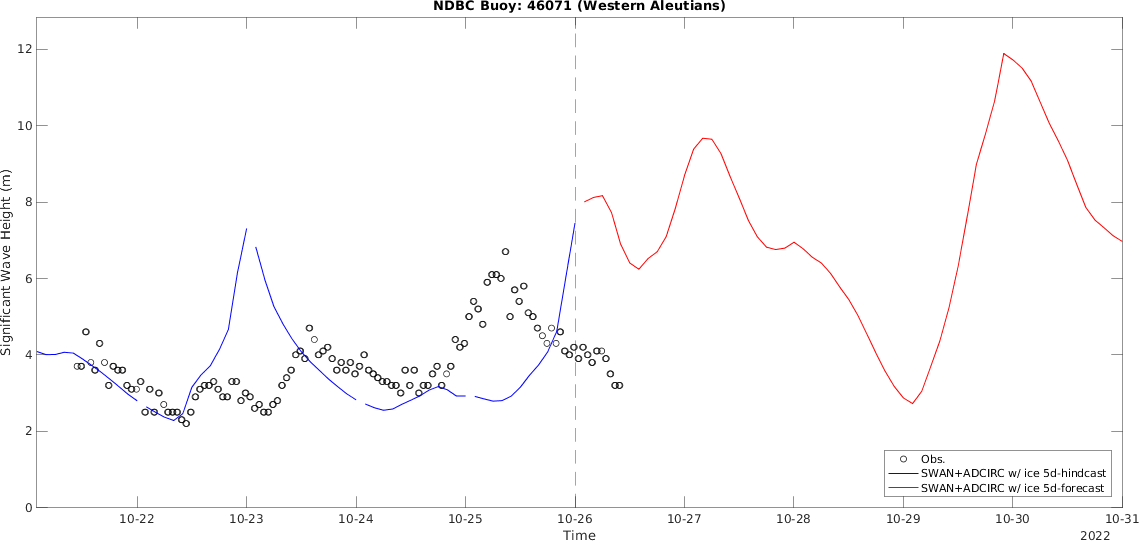 NDBC Buoy: 46071 (Western Aleutians)
12
10
8
6
4
2
0
Significant Wave Height (m)
Obs.
SWAN+ADCIRC w/ ice 5d-hindcast
SWAN+ADCIRC w/ ice 5d-forecast
10-22 10-23 10-24 10-25 10-26 10-27 10-28 10-29 10-30 10-31
Time
2022